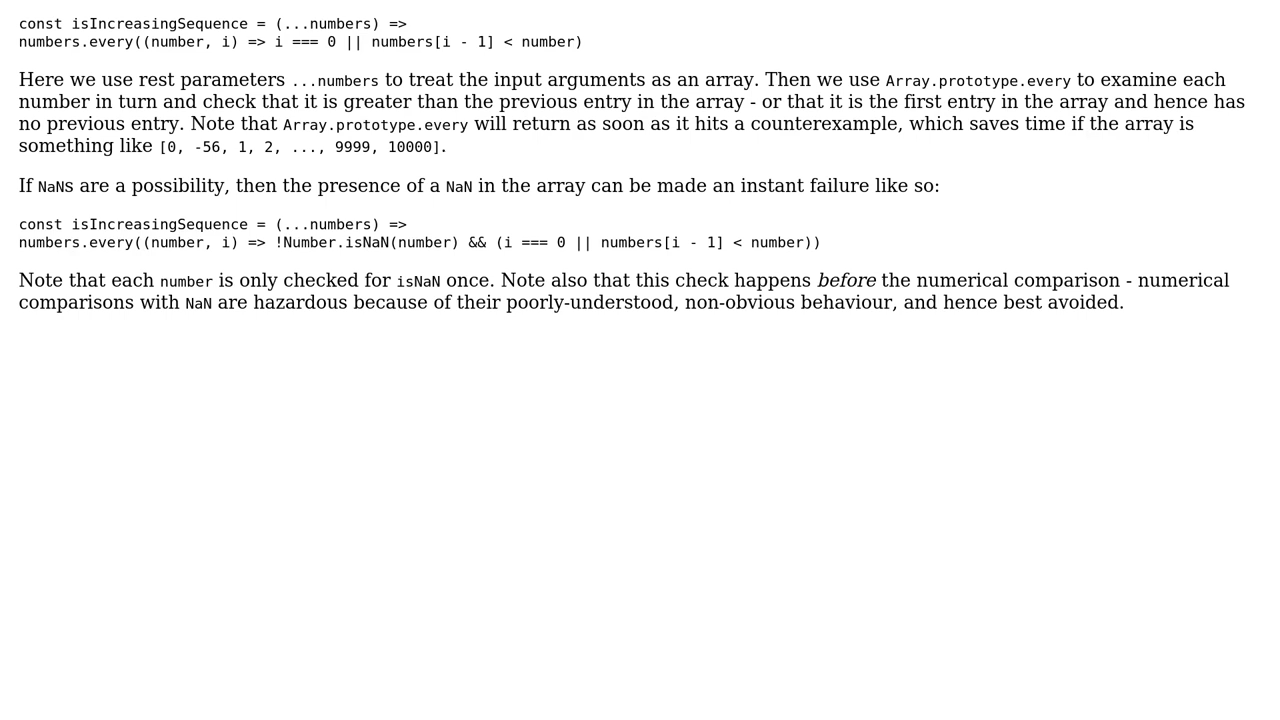 const isIncreasingSequence = (...numbers) =>
numbers.every((number, i) => i === 0 || numbers[i - 1] < number)
Here we use rest parameters ...numbers to treat the input arguments as an array. Then we use Array.prototype.every to examine each
number in turn and check that it is greater than the previous entry in the array - or that it is the first entry in the array and hence has
no previous entry. Note that Array.prototype.every will return as soon as it hits a counterexample, which saves time if the array is
something like [0, -56, 1, 2, ..., 9999, 10000].
If NaNs are a possibility, then the presence of a NaN in the array can be made an instant failure like so:
const isIncreasingSequence = (...numbers) =>
numbers.every((number, i) => !Number.isNaN(number) && (i === 0 || numbers[i - 1] < number))
Note that each number is only checked for isNaN once. Note also that this check happens before the numerical comparison - numerical
comparisons with NaN are hazardous because of their poorly-understood, non-obvious behaviour, and hence best avoided.